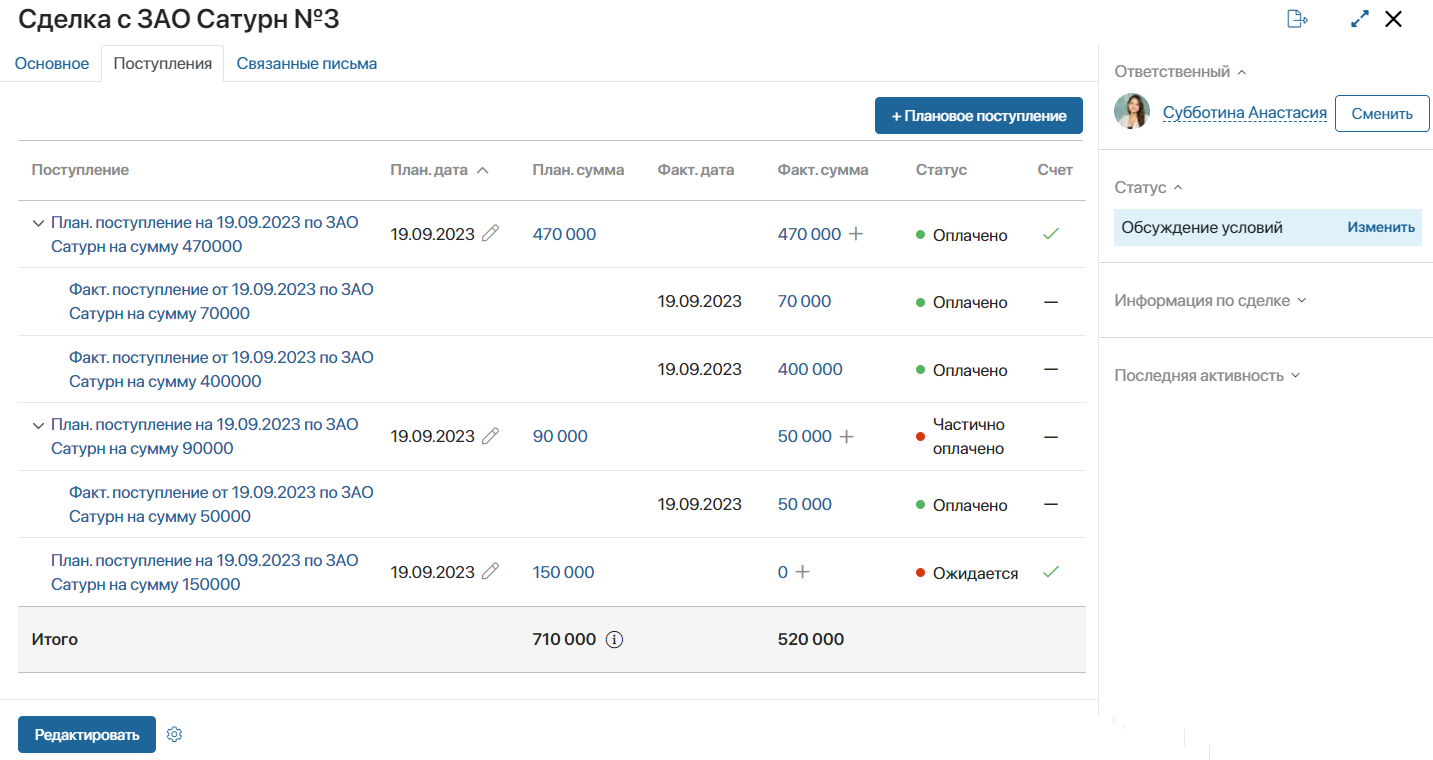 Сделка с ЗАО Сатурн №3
Основное
Поступления
Связанные письма
+ Плановое поступление
Поступление План. дата План. сумма Факт. дата Факт. сумма Статус Счет
План. поступление на 19.09.2023 по ЗАО
Сатурн на сумму 470000
19.09.2023 470 000 470 000 + Оплачено
Факт. поступление от 19.09.2023 по ЗАО
Сатурн на сумму 70000
19.09.2023 70 000 Оплачено —
Факт. поступление от 19.09.2023 по ЗАО
Сатурн на сумму 400000
19.09.2023 400 000 Оплачено —
План. поступление на 19.09.2023 по ЗАО
Сатурн на сумму 90000
19.09.2023 90 000 50 000 + Частично
оплачено —
Факт. поступление от 19.09.2023 по ЗАО
Сатурн на сумму 50000
19.09.2023 50 000 Оплачено —
План. поступление на 19.09.2023 по ЗАО
Сатурн на сумму 150000
19.09.2023 150 000 0 + Ожидается
Итого 710 000 520 000
Редактировать
Ответственный
Субботина Анастасия
Сменить
Статус
Обсуждение условий Изменить
Информация по сделке
Последняя активность